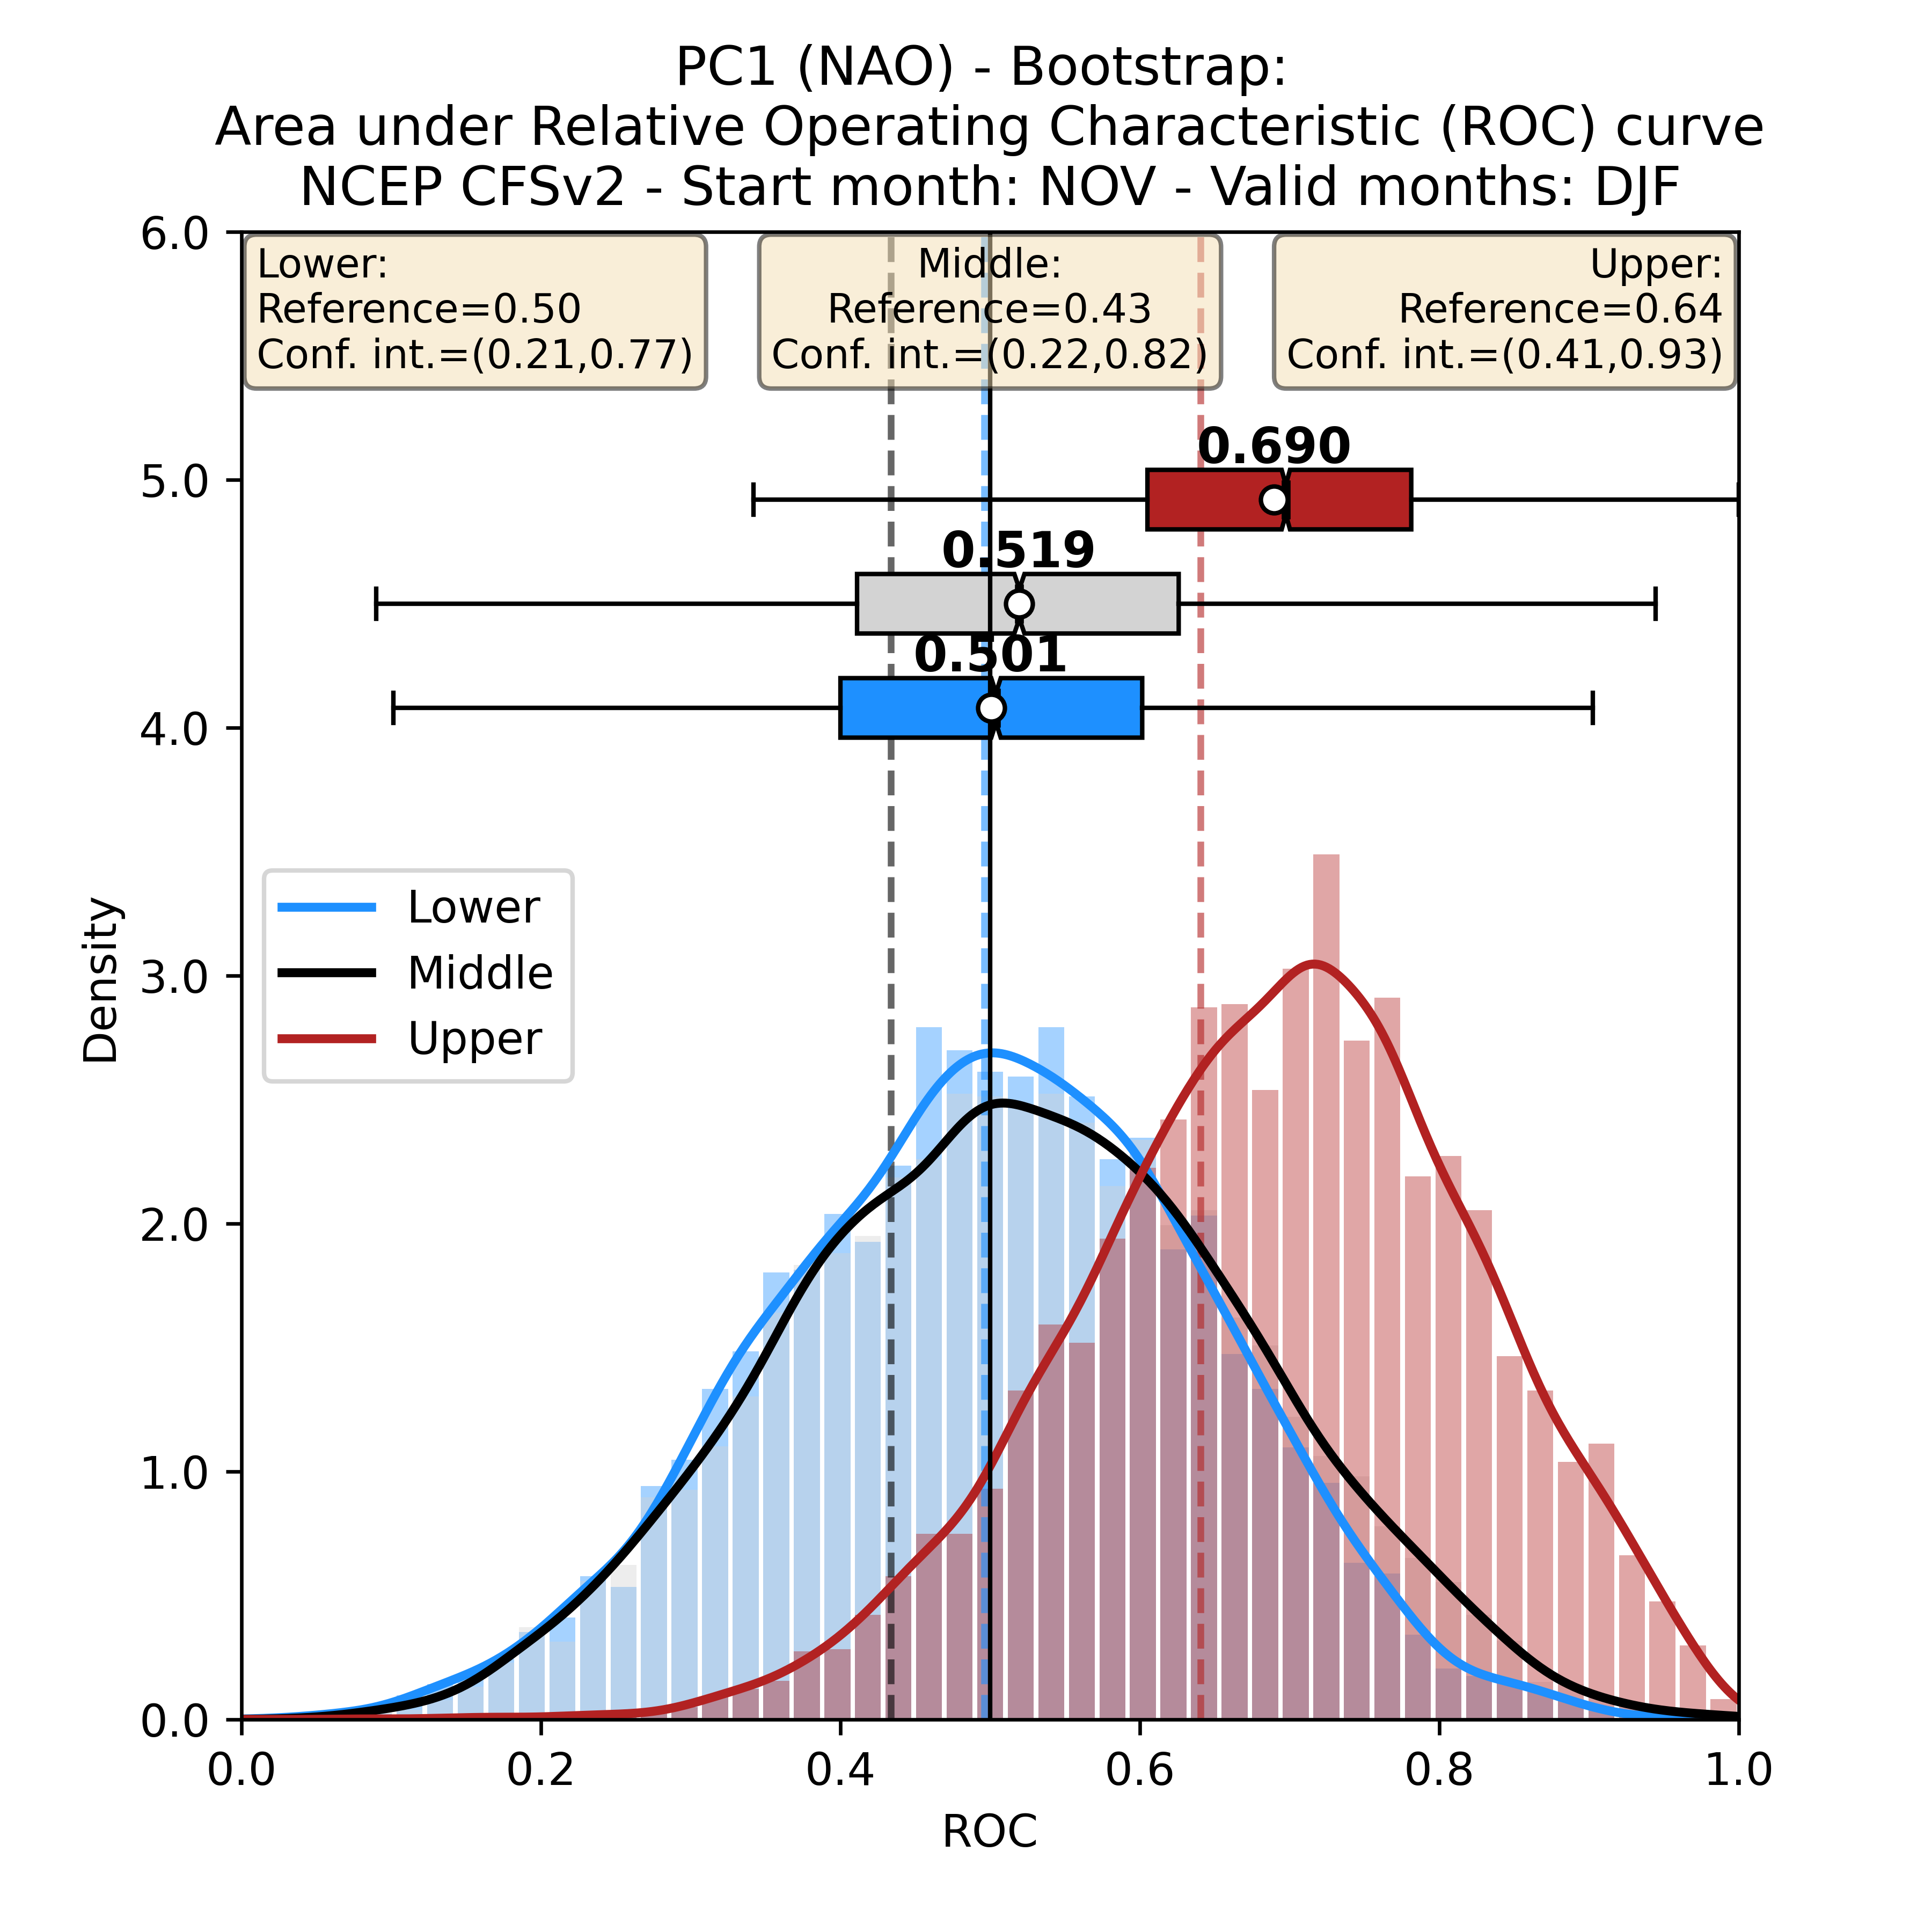 PC1 (NAO) - Bootstrap:
Area under Relative Operating Characteristic (ROC) curve
NCEP CFSv2 - Start month: NOV - Valid months: DJF
Lower:
Reference=0.50
Conf. int.=(0.21,0.77)
Middle:
Reference=0.43
Conf. int.=(0.22,0.82)
Upper:
Reference=0.64
Conf. int.=(0.41,0.93)
0.690
0.519
0.501
Lower
Middle
Upper
Density
6.0
5.0
4.0
3.0
2.0
1.0
0.0
0.0 0.2 0.4 0.6 0.8 1.0
ROC